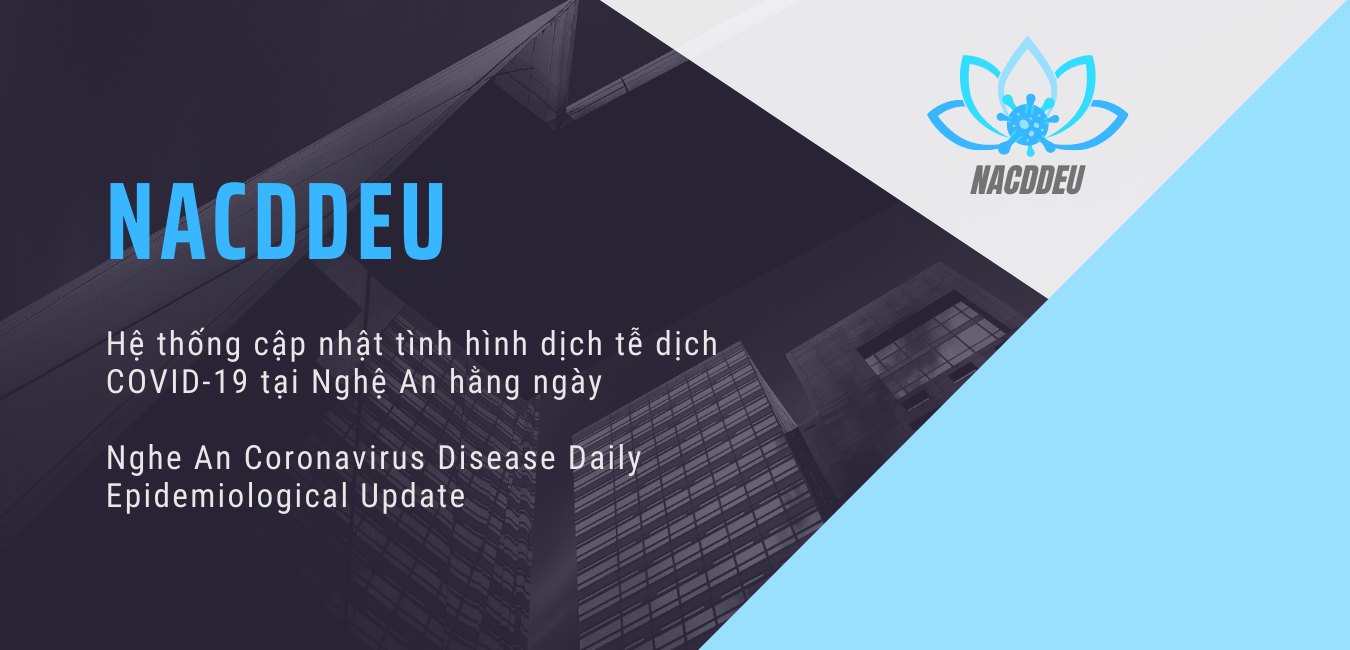 NACDDEU
NACDDEU
Hệ thống cập nhật tình hình dịch tễ dịch
COVID-19 tại Nghệ An hằng ngày
Nghe An Coronavirus Disease Daily
Epidemiological Update